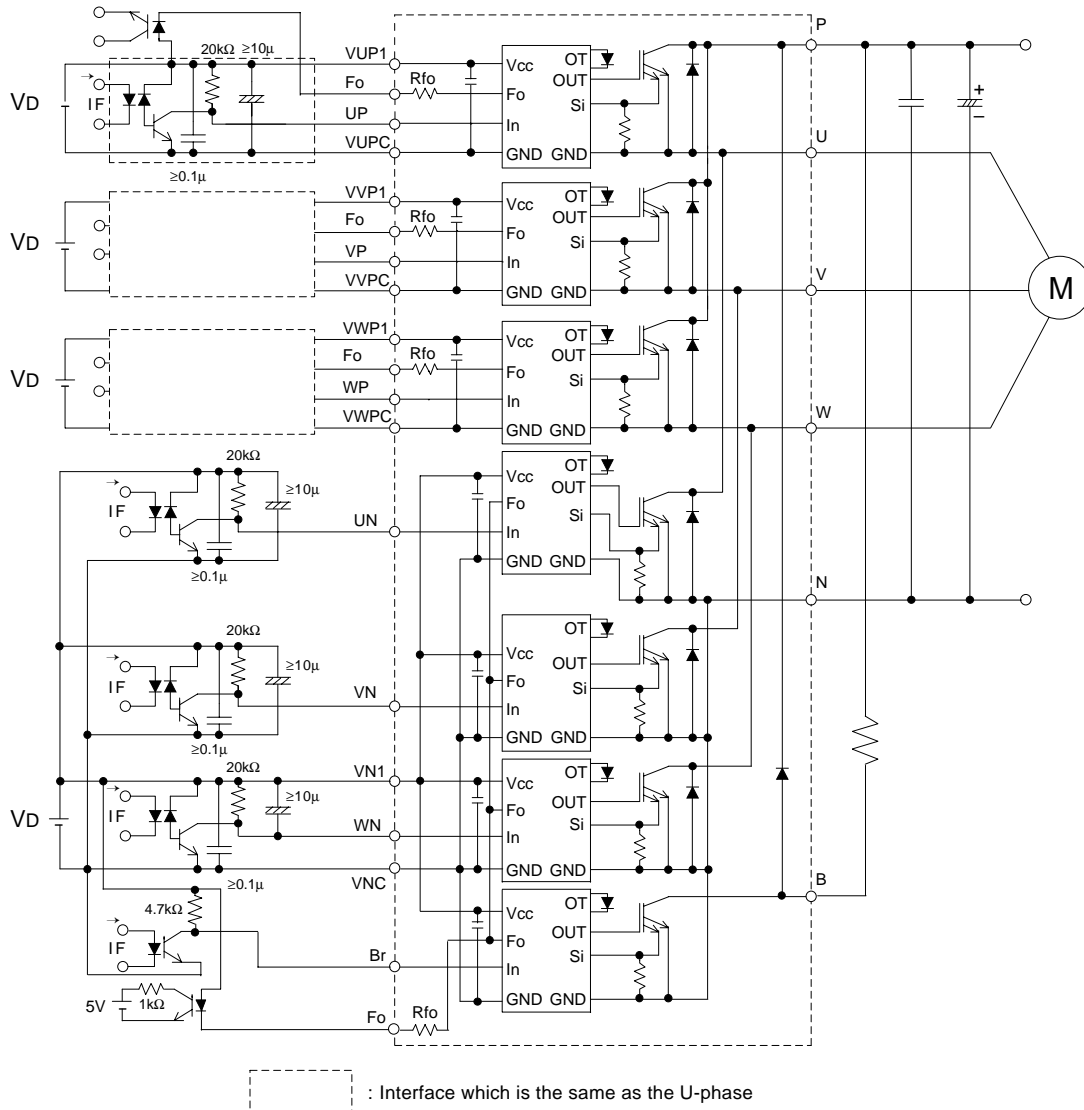 P
20kΩ ≥10µ
VUP1
Vcc OT
Rfo
Fo
Fo OUT
VD
IF
Si
+
−
UP
In
VUPC
GND GND
U
≥0.1µ
VVP1
Vcc OT
OUT
Fo Rfo Fo
VD
VP
In Si
V
VVPC
GND GND
M
VWP1
Vcc OT
OUT
Fo Rfo Fo
VD
WP
In Si
W
VWPC
GND GND
20kΩ
OT
Vcc
OUT
≥10µ
IF
Fo
Si
UN
In
GND GND
≥0.1µ
N
20kΩ
OT
Vcc
OUT
≥10µ
IF
Fo
Si
VN
In
≥0.1µ
GND GND
20kΩ
VN1
Vcc OT
≥10µ
IF
OUT
VD
Fo
Si
WN
In
GND GND
≥0.1µ
VNC
B
4.7kΩ
Vcc OT
OUT
IF
Fo
Si
Br
In
GND GND
5V 1kΩ
Fo Rfo
: Interface which is the same as the U-phase